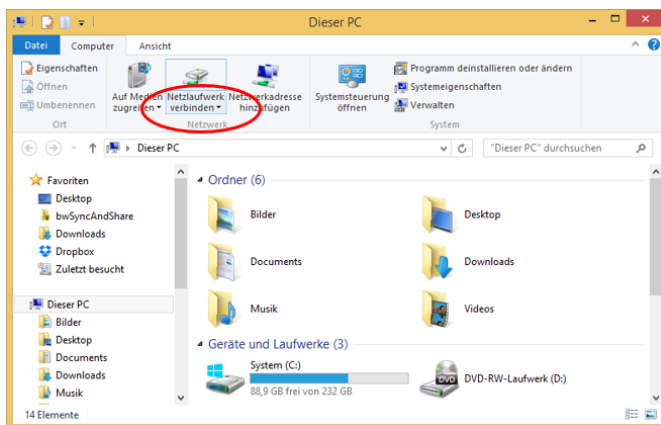 Dieser PC
Datei Computer Ansicht
Eigenschaften
Öffnen
Umbenennen
Ort
Auf Medien
zugreifen
Netzlaufwerk
verbinden
Netzwerkadresse
hinzufügen
Netzwerk
Systemsteuerung
öffnen
Programm deinstallieren oder ändern
Systemeigenschaften
Verwalten
System
Dieser PC
"Dieser PC" durchsuchen
Favoriten
Desktop
bwSyncAndShare
Downloads
Dropbox
Zuletzt besucht
Dieser PC
Bilder
Desktop
Documents
Downloads
Musik
Ordner (6)
Bilder
Desktop
Documents
Downloads
Musik
Videos
Geräte und Laufwerke (3)
System (C:)
88,9 GB frei von 232 GB
DVD
DVD-RW-Laufwerk (D:)
14 Elemente